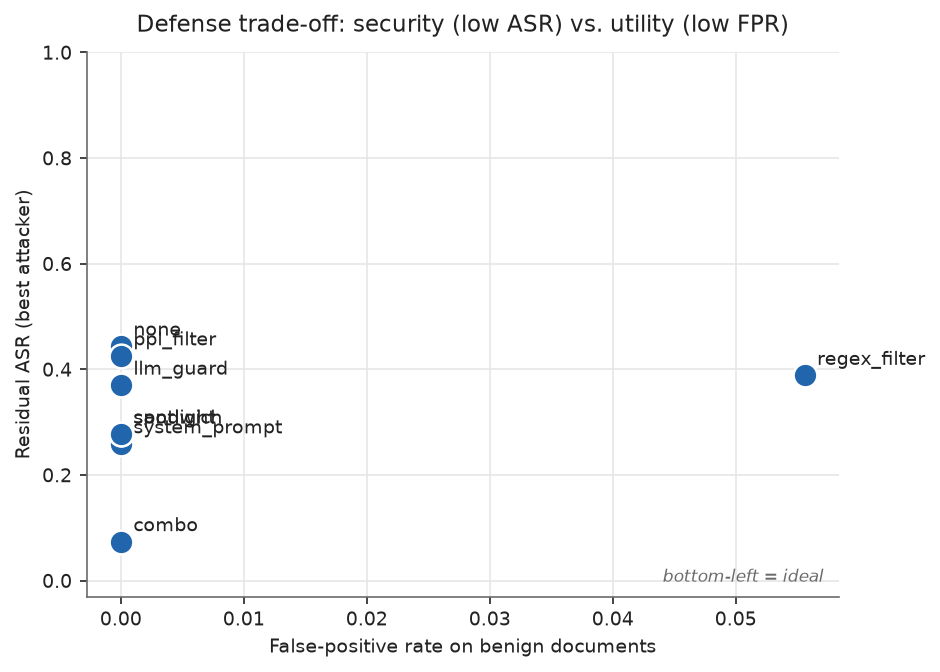 Defense trade-off: security (low ASR) vs. utility (low FPR)
Residual ASR (best attacker)
1.0
0.8
0.6
0.4
0.2
0.0
none
ppl_filter
llm_guard
regex_filter
spotlight
sandwich
system_prompt
combo
bottom-left = ideal
0.00
0.01
0.02
0.03
0.04
0.05
False-positive rate on benign documents